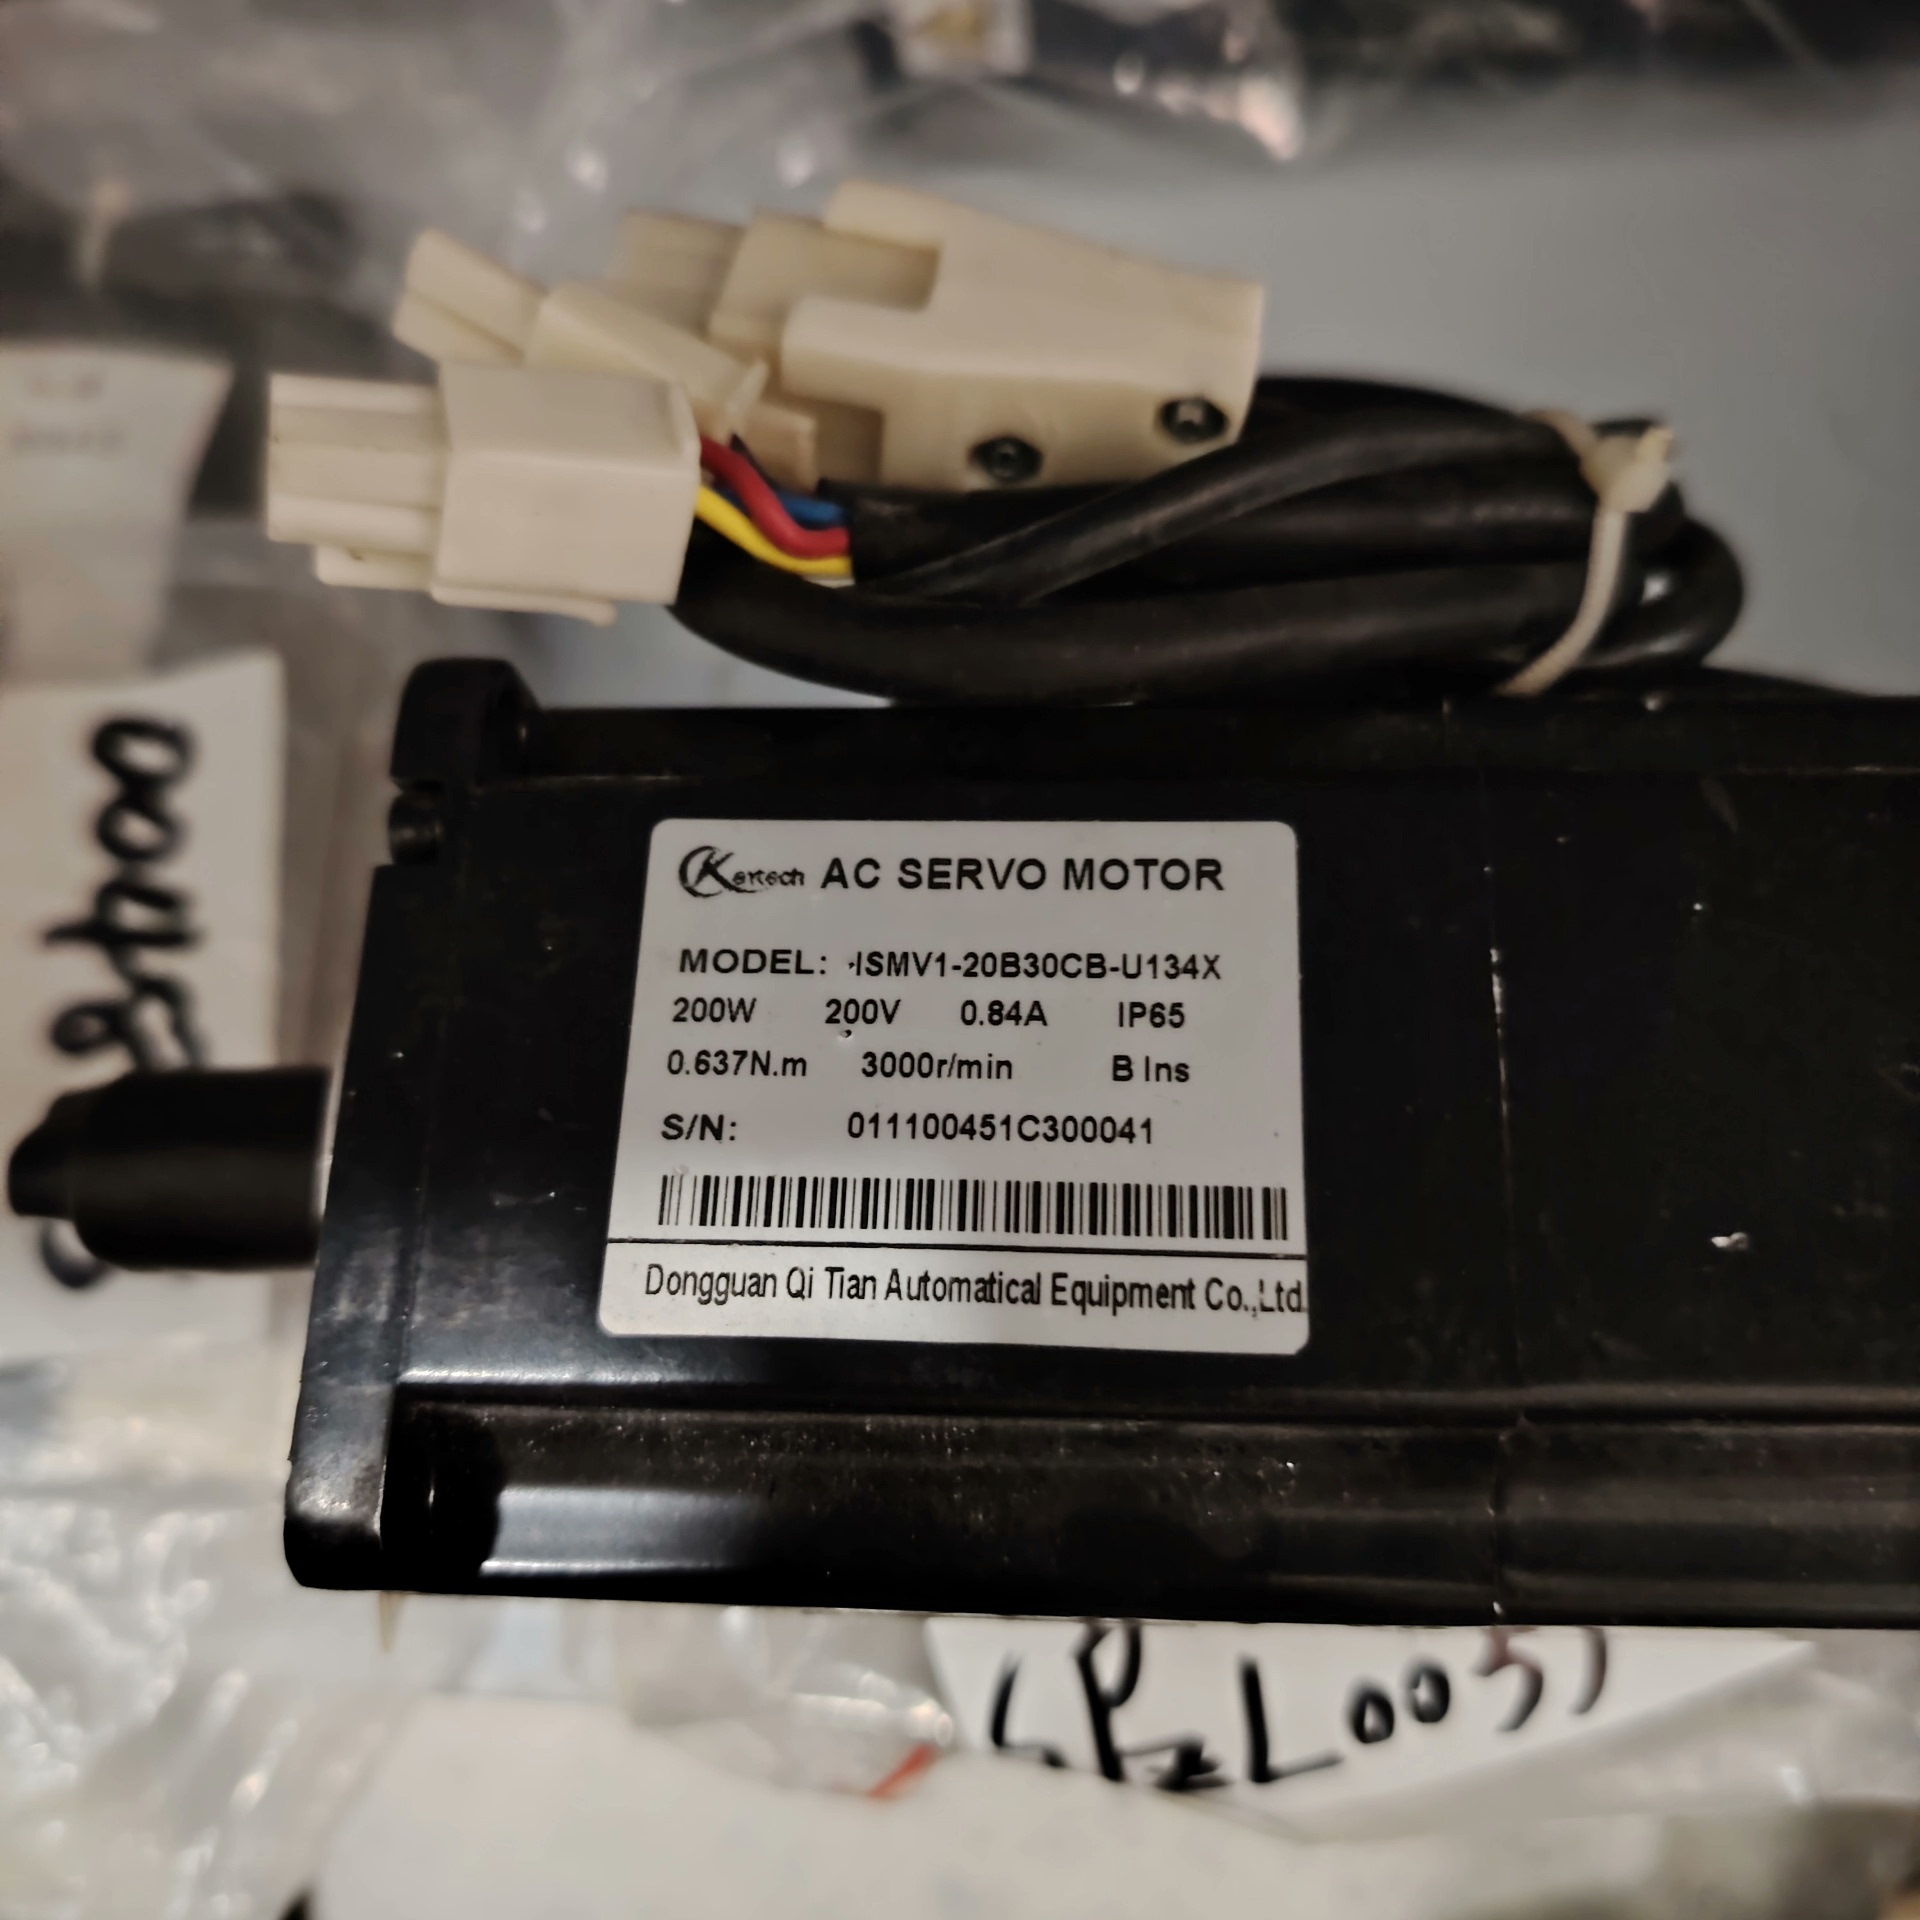 Kertech AC SERVO MOTOR
MODEL: ISMV1-20B30CB-U134X
200W 200V 0.84A IP65
0.637N.m 3000r/min B Ins
S/N: 011100451C300041
Dongguan Qi Tian Automatical Equipment Co.,Ltd.